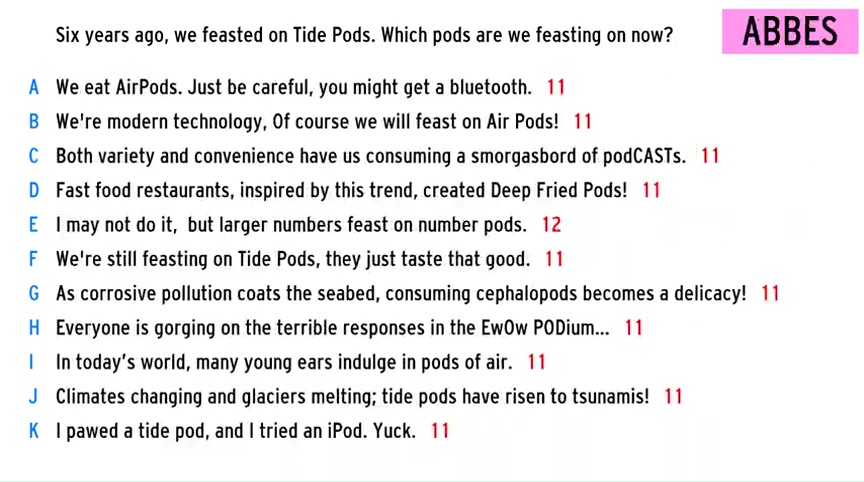 Six years ago, we feasted on Tide Pods. Which pods are we feasting on now?
ABBES
A We eat AirPods. Just be careful, you might get a bluetooth. 11
B We're modern technology, Of course we will feast on Air Pods! 11
C Both variety and convenience have us consuming a smorgasbord of podCASTs. 11
D Fast food restaurants, inspired by this trend, created Deep Fried Pods! 11
E I may not do it, but larger numbers feast on number pods. 12
F We're still feasting on Tide Pods, they just taste that good. 11
G As corrosive pollution coats the seabed, consuming cephalopods becomes a delicacy! 11
H Everyone is gorging on the terrible responses in the EwOw PODium... 11
I In today's world, many young ears indulge in pods of air. 11
J Climates changing and glaciers melting; tide pods have risen to tsunamis! 11
K I pawed a tide pod, and I tried an iPod. Yuck. 11